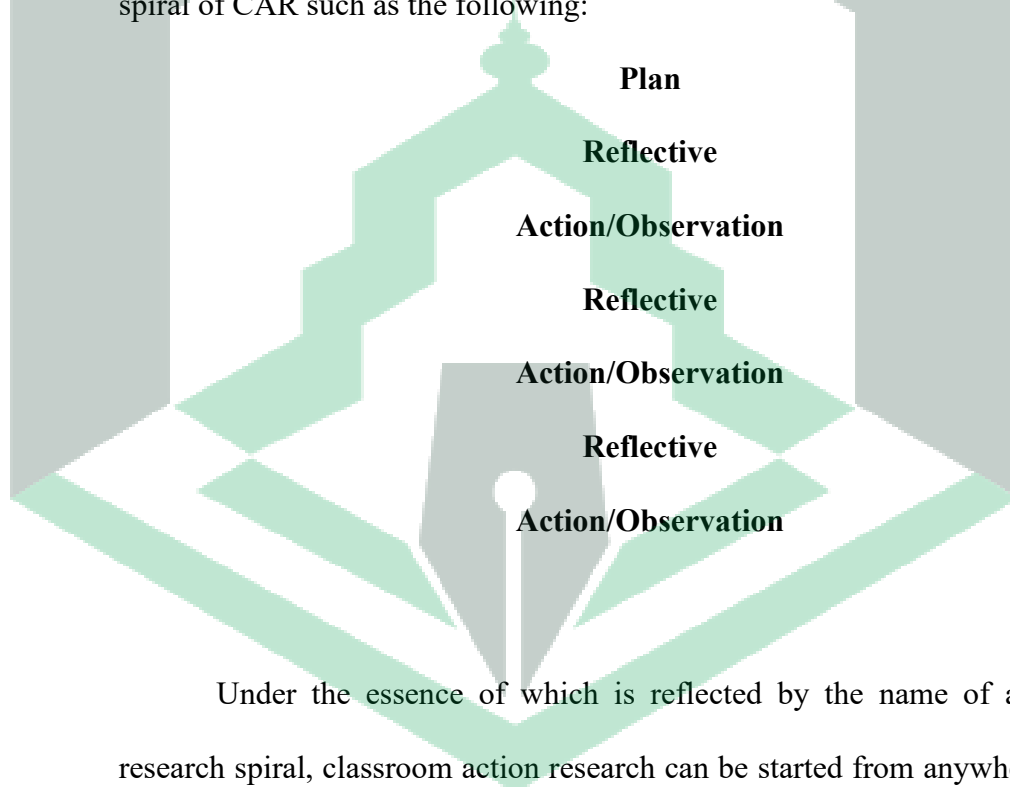 spiral of CAR such as the following:
Plan
Reflective
Action/Observation
Reflective
Action/Observation
Reflective
Action/Observation
Under the essence of which is reflected by the name of
research spiral, classroom action research can be started from